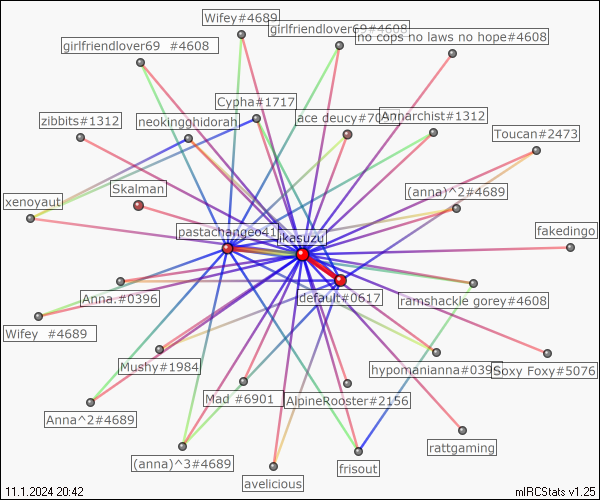 Wifey#4689
girlfriendlover69#4608
no cops no laws no hope#4608
girlfriendlover69  #4608
Cypha#1717
ace deucy#70
Annarchist#1312
zibbits#1312
neokingghidorah
Toucan#2473
Skalman
(anna)^2#4689
xenoyaut
pastachangeo41
ikasuzu
fakedingo
Anna.#0396
default#0617
ramshackle gorey#4608
Wifey  #4689
Mushy#1984
hypomanianna#039
Soxy Foxy#5076
Mad #6901
AlpineRooster#2156
Anna^2#4689
rattgaming
(anna)^3#4689
frisout
avelicious
11.1.2024 20:42
mIRCStats v1.25